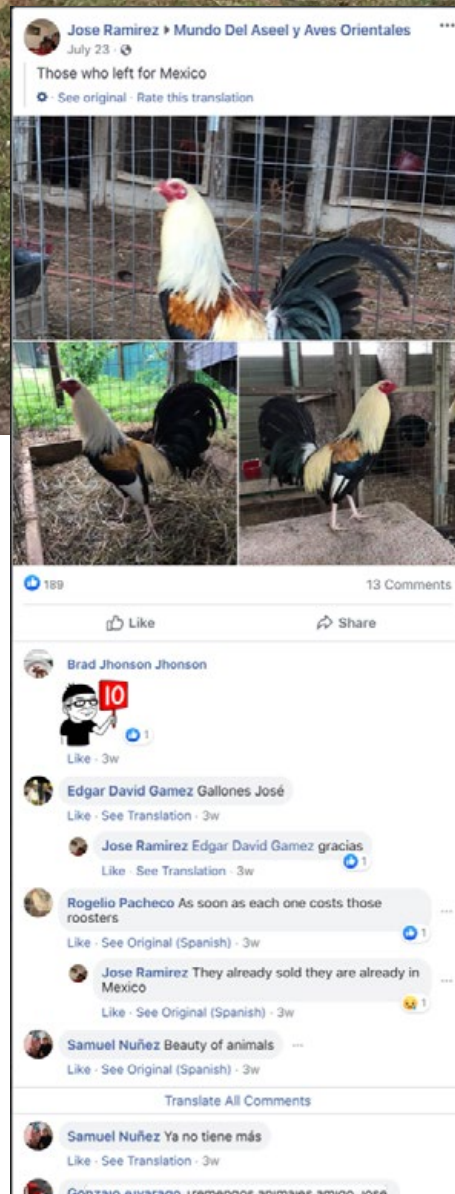 Jose Ramirez ▸ Mundo Del Aseel y Aves Orientales
July 23 ·
Those who left for Mexico
· See original · Rate this translation
189
13 Comments
Like
Share
Brad Jhonson Jhonson
10
1
Like · 3w
Edgar David Gamez Gallones José
Like · See Translation · 3w
Jose Ramirez Edgar David Gamez gracias
1
Like · See Translation · 3w
Rogelio Pacheco As soon as each one costs those
roosters
1
Like · See Original (Spanish) · 3w
Jose Ramirez They already sold they are already in
Mexico
1
Like · See Original (Spanish) · 3w
Samuel Nuñez Beauty of animals
Like · See Original (Spanish) · 3w
Translate All Comments
Samuel Nuñez Ya no tiene más
Like · See Translation · 3w
animales amigo José